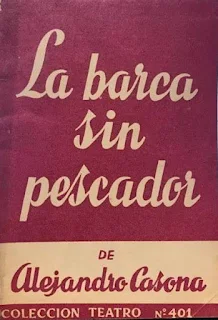 La barca
sin
pescador
DE
Alejandro Casona
COLECCION TEATRO Nº 401